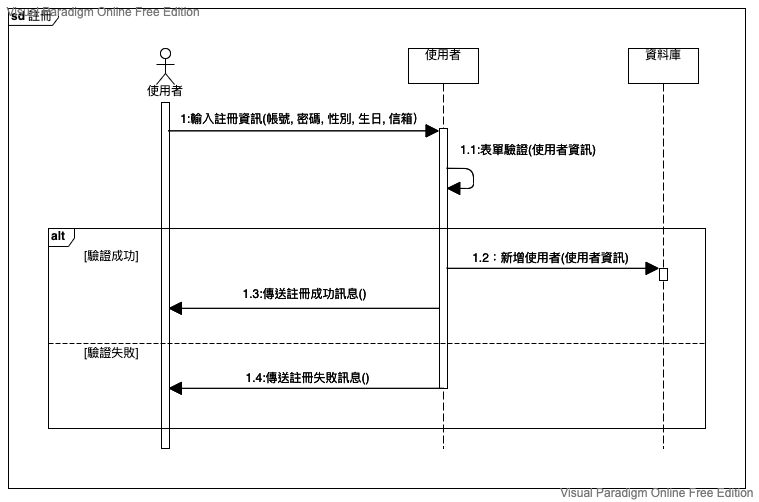 Visual Paradigm Online Free Edition
sd 註冊
使用者
使用者
資料庫
1:輸入註冊資訊(帳號, 密碼, 性別, 生日, 信箱)
1.1:表單驗證(使用者資訊)
alt
[驗證成功]
1.2：新增使用者(使用者資訊)
1.3:傳送註冊成功訊息()
[驗證失敗]
1.4:傳送註冊失敗訊息()
Visual Paradigm Online Free Edition